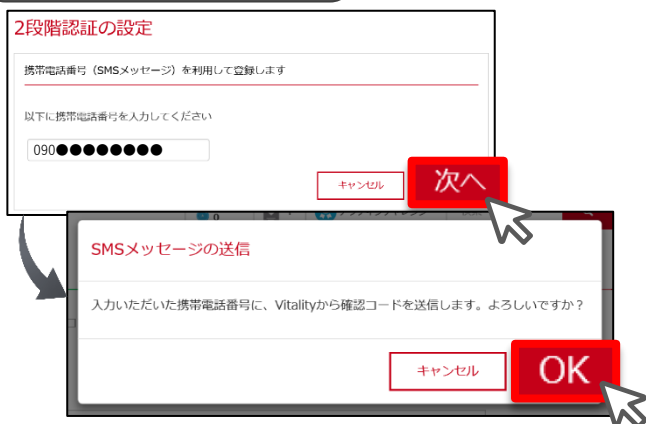 2段階認証の設定
携帯電話番号（SMSメッセージ）を利用して登録します
以下に携帯電話番号を入力してください
090●●●●●●●●
キャンセル
次へ
0
SMSメッセージの送信
入力いただいた携帯電話番号に、Vitalityから確認コードを送信します。よろしいですか？
キャンセル
OK